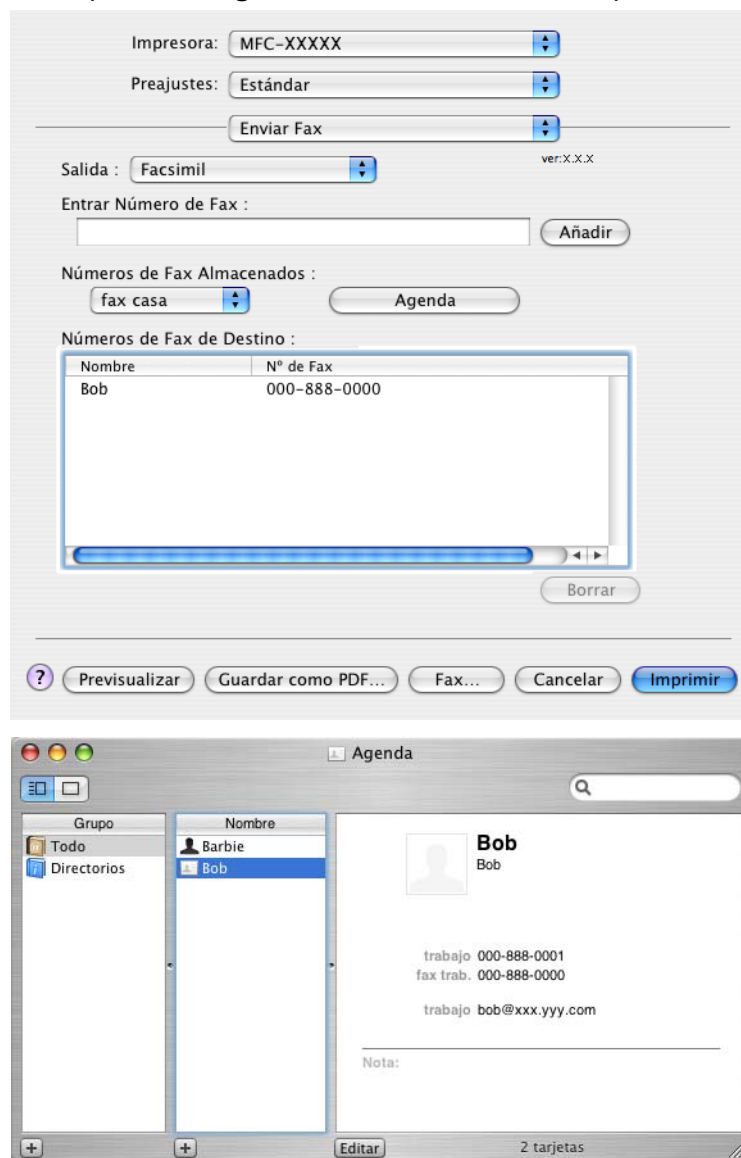 Impresora: MFC-XXXXX
Preajustes: Estándar
Enviar Fax
ver:X.X.X
Salida : Facsimil
Entrar Número de Fax :
Añadir
Números de Fax Almacenados :
fax casa Agenda
Números de Fax de Destino :
Nombre Nº de Fax
Bob 000-888-0000
Borrar
? Previsualizar Guardar como PDF... Fax... Cancelar Imprimir
Agenda
Grupo Nombre
Todo Barbie
Directorios Bob
Bob
Bob
trabajo 000-888-0001
fax trab. 000-888-0000
trabajo bob@xxx.yyy.com
Nota:
+ + Editar 2 tarjetas